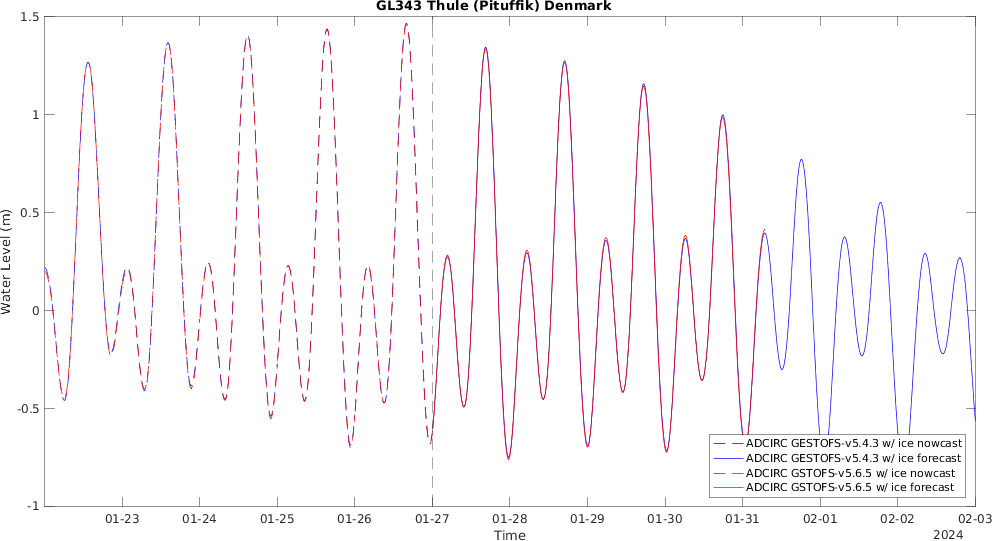 GL343 Thule (Pituffik) Denmark
1.5
1
0.5
0
-0.5
-1
Water Level (m)
01-23 01-24 01-25 01-26 01-27 01-28 01-29 01-30 01-31 02-01 02-02 02-03
Time
2024
ADCIRC GESTOFS-v5.4.3 w/ ice nowcast
ADCIRC GESTOFS-v5.4.3 w/ ice forecast
ADCIRC GSTOFS-v5.6.5 w/ ice nowcast
ADCIRC GSTOFS-v5.6.5 w/ ice forecast